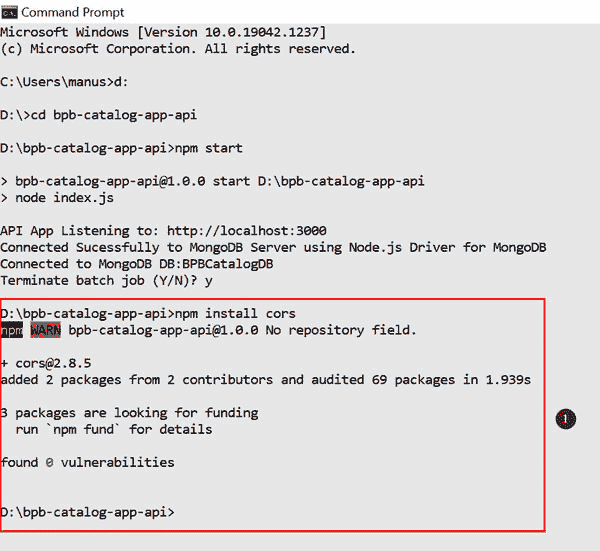 Command Prompt
Microsoft Windows [Version 10.0.19042.1237]
(c) Microsoft Corporation. All rights reserved.
C:\Users\manus>d:
D:\>cd bpb-catalog-app-api
D:\bpb-catalog-app-api>npm start
> bpb-catalog-app-api@1.0.0 start D:\bpb-catalog-app-api
> node index.js
API App Listening to: http://localhost:3000
Connected Sucessfully to MongoDB Server using Node.js Driver for MongoDB
Connected to MongoDB DB:BPBCatalogDB
Terminate batch job (Y/N)? y
D:\bpb-catalog-app-api>npm install cors
npm WARN bpb-catalog-app-api@1.0.0 No repository field.
+ cors@2.8.5
added 2 packages from 2 contributors and audited 69 packages in 1.939s
3 packages are looking for funding
run `npm fund` for details
found 0 vulnerabilities
D:\bpb-catalog-app-api>
1